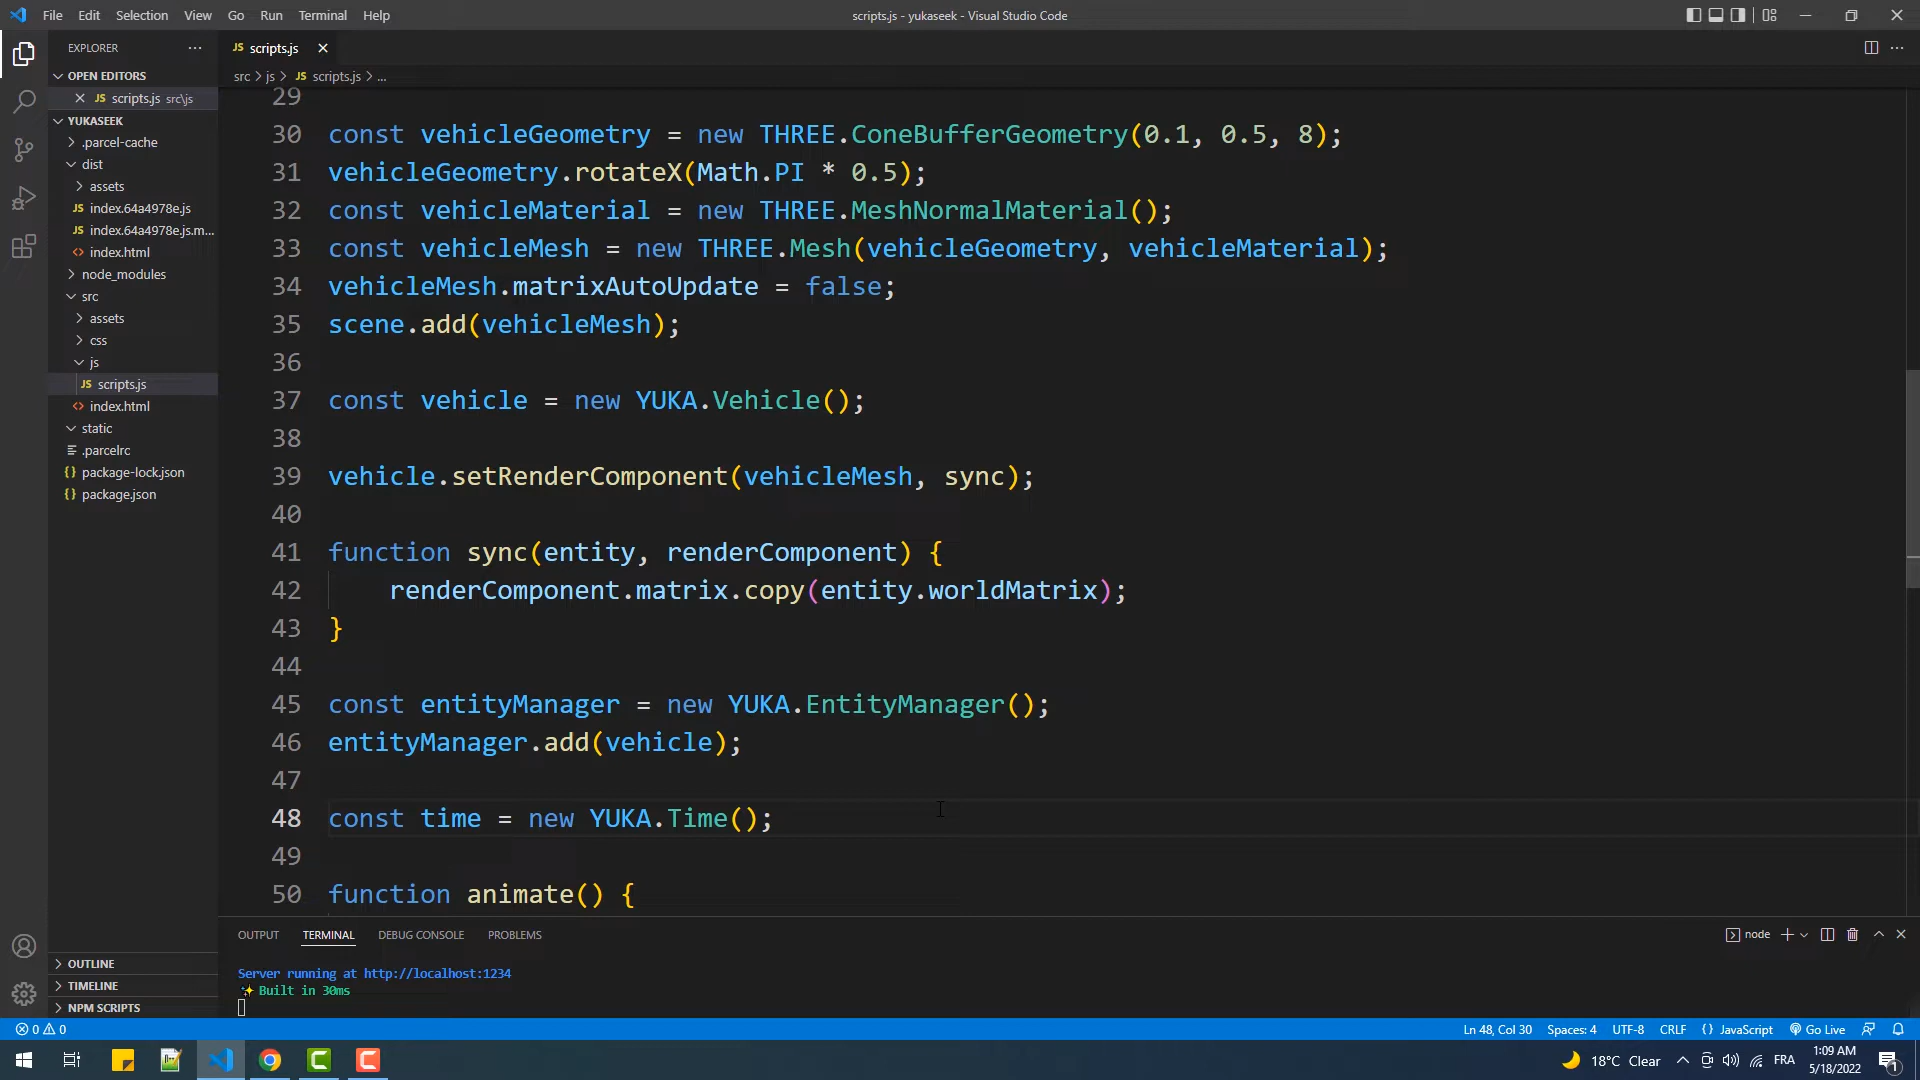 File Edit Selection View Go Run Terminal Help
scripts.js - yukaseek - Visual Studio Code
EXPLORER
OPEN EDITORS
JS scripts.js src\js
YUKASEEK
.parcel-cache
dist
assets
JS index.64a4978e.js
JS index.64a4978e.js.m...
index.html
node_modules
src
assets
css
js
JS scripts.js
index.html
static
.parcelrc
package-lock.json
package.json
OUTLINE
TIMELINE
NPM SCRIPTS
JS scripts.js
src > js > JS scripts.js > ...
29
30 const vehicleGeometry = new THREE.ConeBufferGeometry(0.1, 0.5, 8);
31 vehicleGeometry.rotateX(Math.PI * 0.5);
32 const vehicleMaterial = new THREE.MeshNormalMaterial();
33 const vehicleMesh = new THREE.Mesh(vehicleGeometry, vehicleMaterial);
34 vehicleMesh.matrixAutoUpdate = false;
35 scene.add(vehicleMesh);
36
37 const vehicle = new YUKA.Vehicle();
38
39 vehicle.setRenderComponent(vehicleMesh, sync);
40
41 function sync(entity, renderComponent) {
42 renderComponent.matrix.copy(entity.worldMatrix);
43 }
44
45 const entityManager = new YUKA.EntityManager();
46 entityManager.add(vehicle);
47
48 const time = new YUKA.Time();
49
50 function animate() {
OUTPUT TERMINAL DEBUG CONSOLE PROBLEMS
node
Server running at http://localhost:1234
✨ Built in 30ms
0 0
Ln 48, Col 30 Spaces: 4 UTF-8 CRLF {} JavaScript Go Live
18°C Clear
FRA
1:09 AM
5/18/2022
1